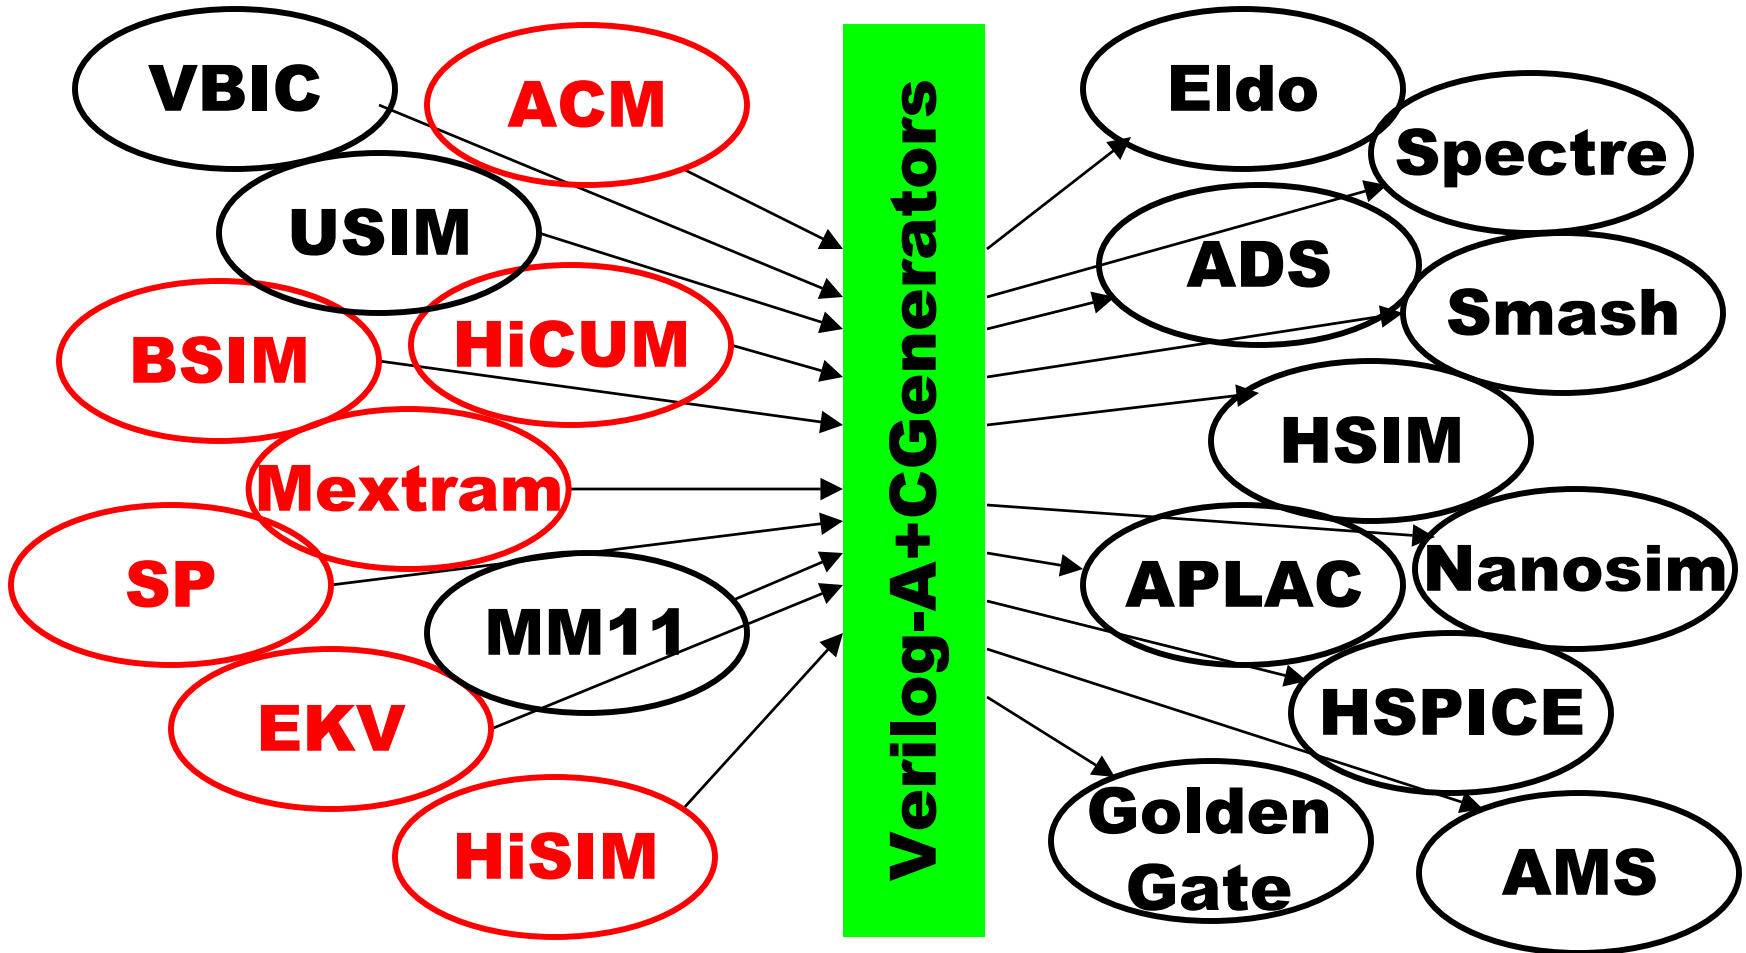 VBIC
ACM
USIM
BSIM
HiCUM
Mextram
SP
MM11
EKV
HiSIM
Verilog-A+CGenerators
Eldo
Spectre
ADS
Smash
HSIM
Nanosim
APLAC
HSPICE
Golden
Gate
AMS